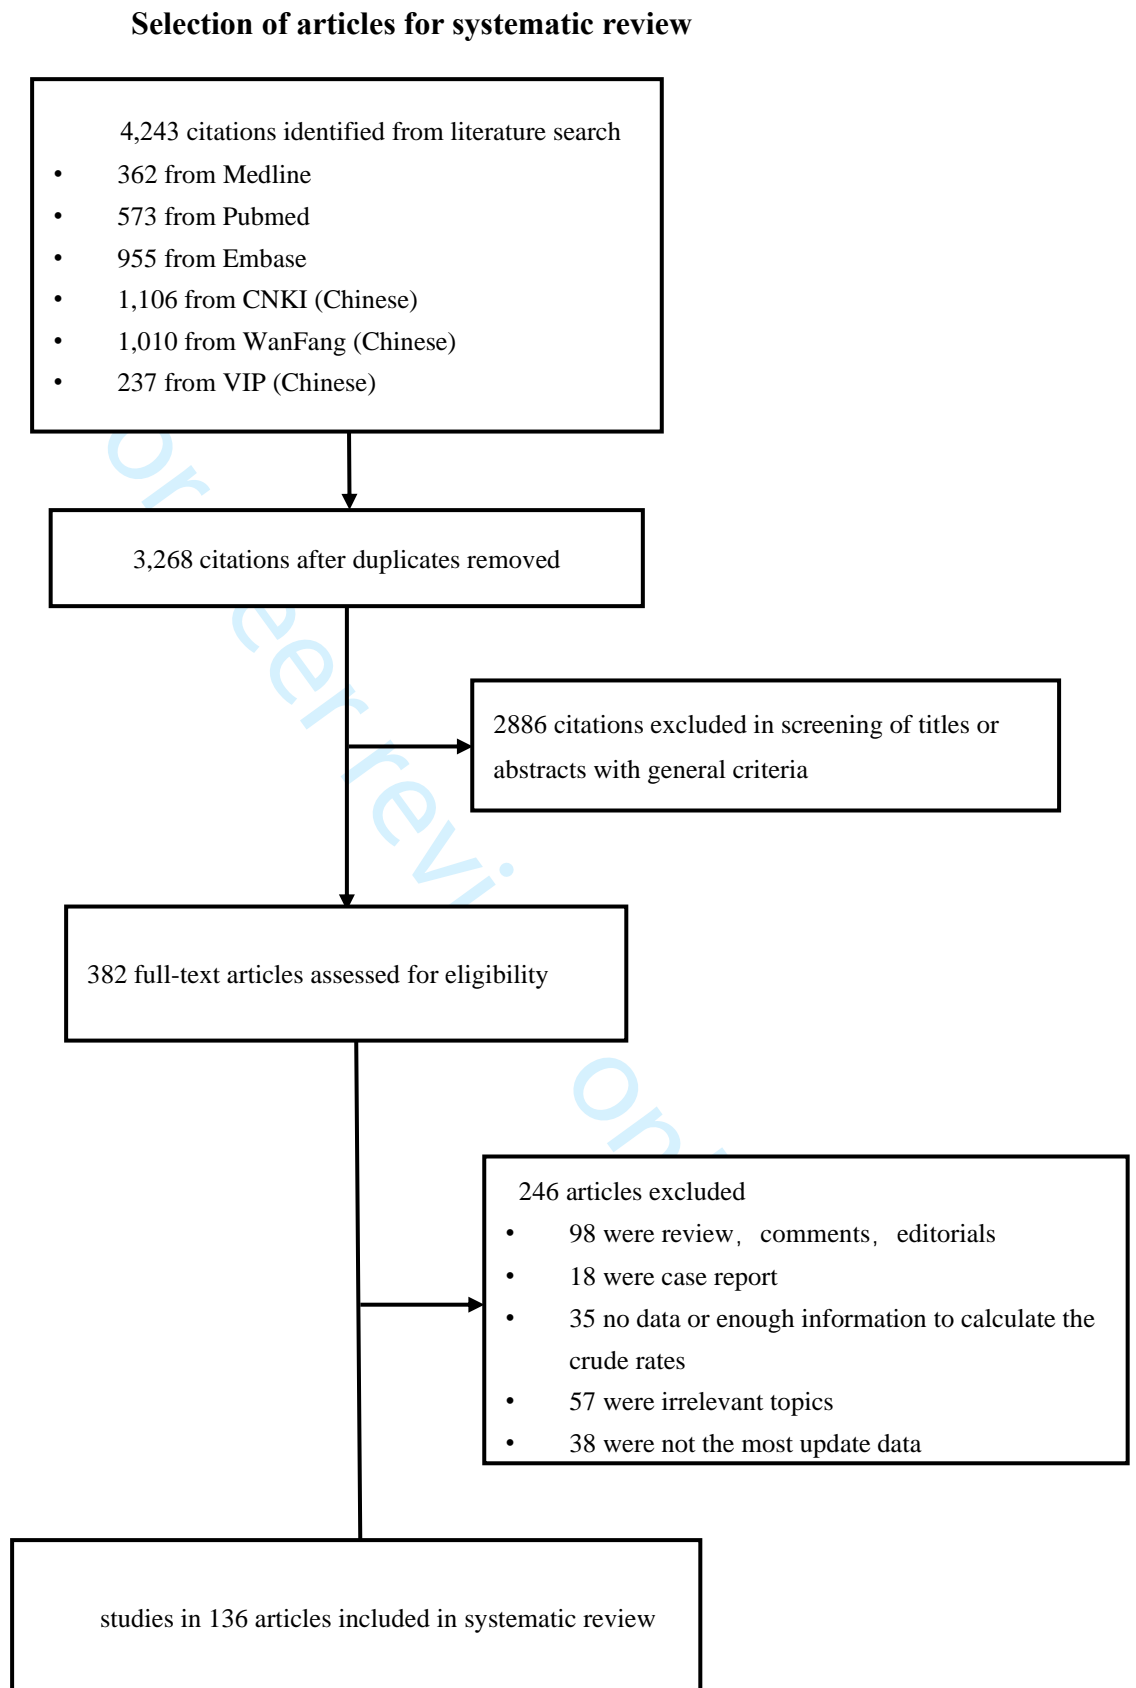 Selection of articles for systematic review
4,243 citations identified from literature search
• 362 from Medline
• 573 from Pubmed
• 955 from Embase
• 1,106 from CNKI (Chinese)
• 1,010 from WanFang (Chinese)
• 237 from VIP (Chinese)
3,268 citations after duplicates removed
2886 citations excluded in screening of titles or
abstracts with general criteria
382 full-text articles assessed for eligibility
246 articles excluded
• 98 were review, comments, editorials
• 18 were case report
• 35 no data or enough information to calculate the
crude rates
• 57 were irrelevant topics
• 38 were not the most update data
studies in 136 articles included in systematic review